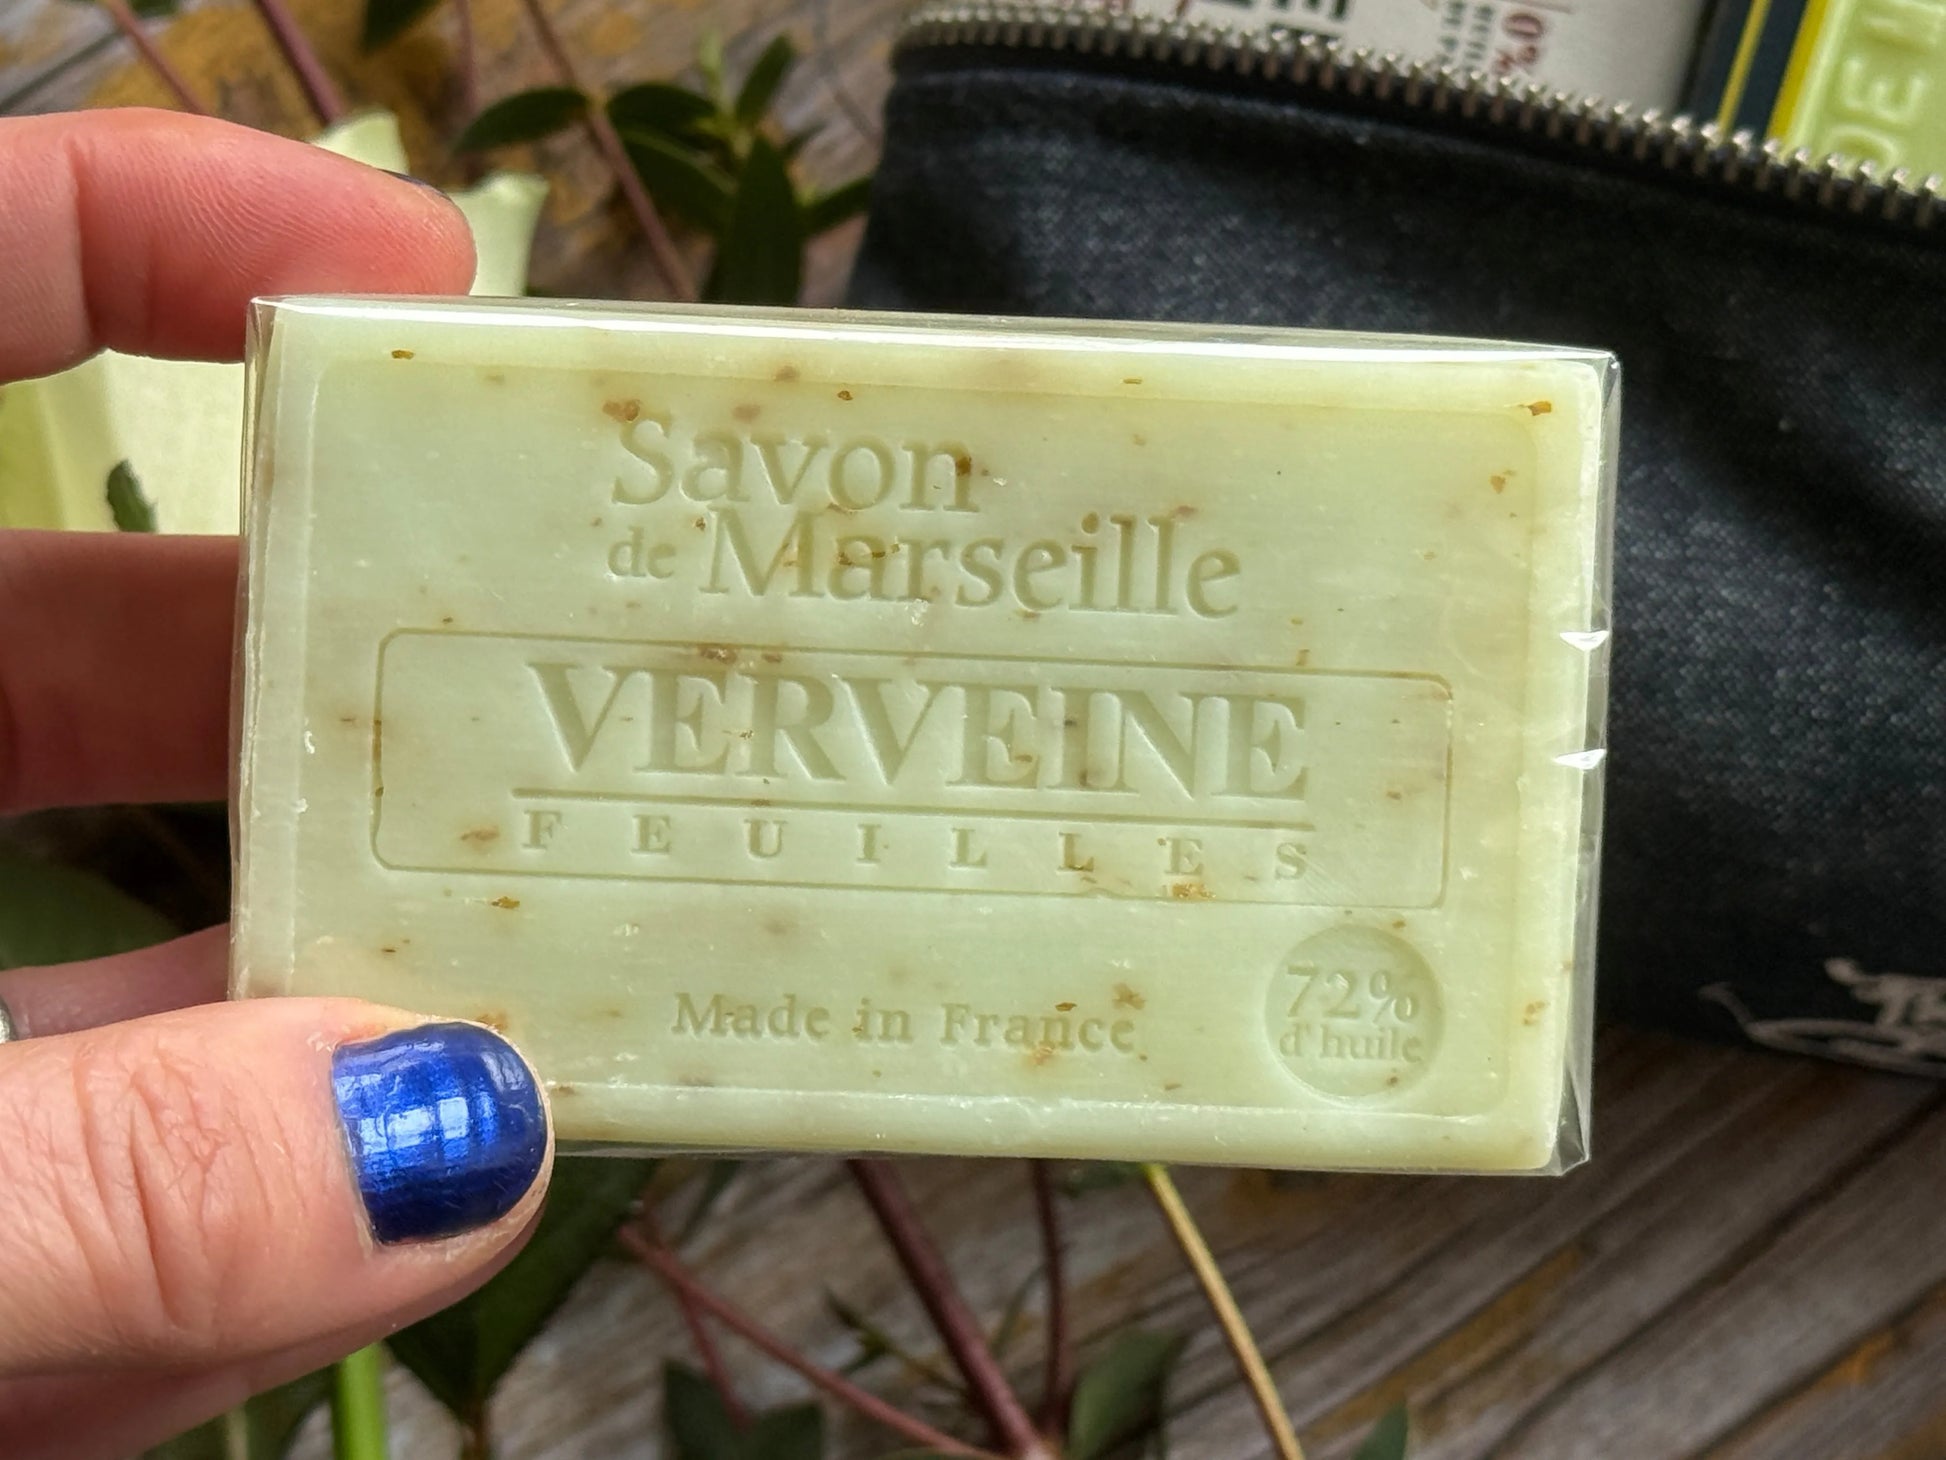 Savon
de Marseille
VERVEINE
FEUILLES
Made in France
72%
d'huile